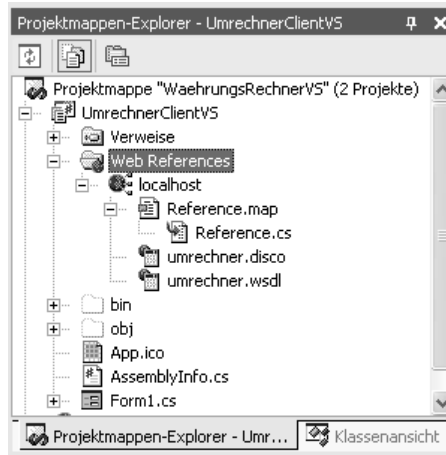 Projektmappen-Explorer - UmrechnerClientVS
Projektmappe "WaehrungsRechnerVS" (2 Projekte)
UmrechnerClientVS
Verweise
Web References
localhost
Reference.map
Reference.cs
umrechner.disco
umrechner.wsdl
bin
obj
App.ico
AssemblyInfo.cs
Form1.cs
Projektmappen-Explorer - Umr... Klassenansicht